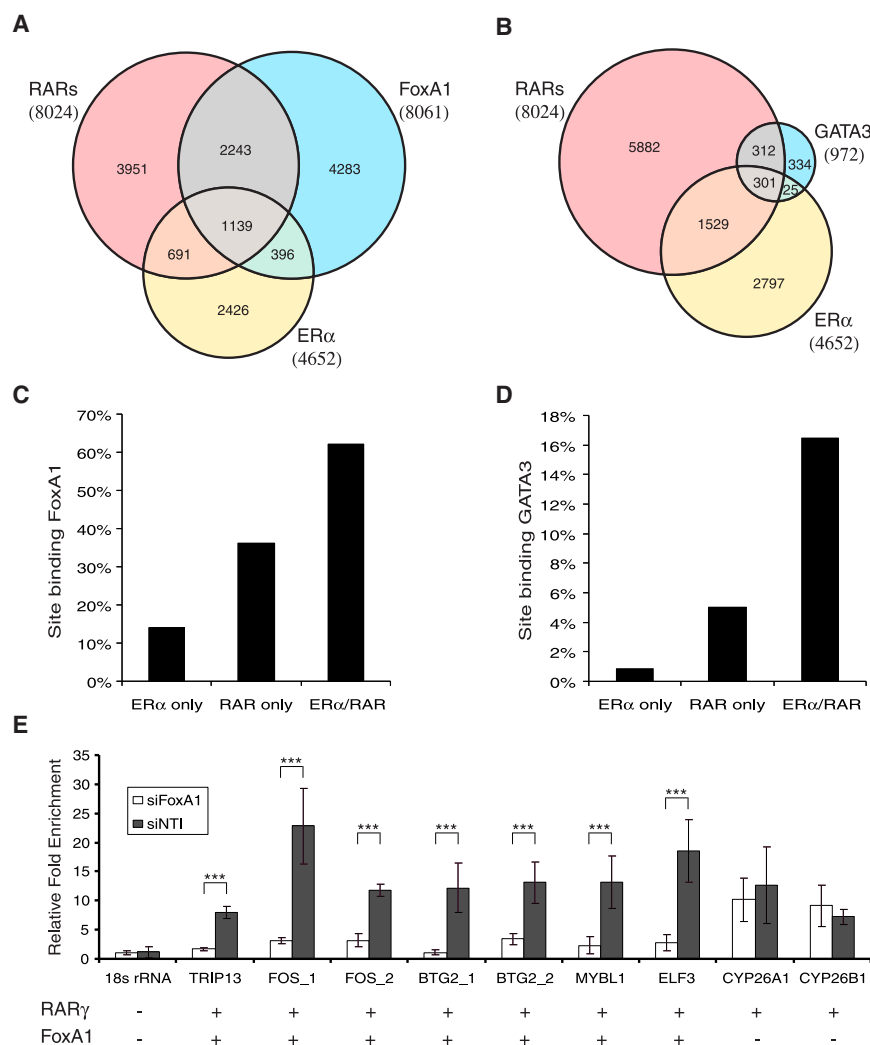 A
RARs
(8024)
FoxA1
(8061)
2243
3951
4283
1139
691
396
2426
ERα
(4652)
B
RARs
(8024)
GATA3
(972)
5882
312
334
301
25
1529
2797
ERα
(4652)
C
Site binding FoxA1
70%
60%
50%
40%
30%
20%
10%
0%
ERα only
RAR only
ERα/RAR
D
Site binding GATA3
18%
16%
14%
12%
10%
8%
6%
4%
2%
0%
ERα only
RAR only
ERα/RAR
E
Relative Fold Enrichment
35
30
25
20
15
10
5
0
siFoxA1
siNTI
***
***
***
***
***
***
***
18s rRNA TRIP13 FOS_1 FOS_2 BTG2_1 BTG2_2 MYBL1 ELF3 CYP26A1 CYP26B1
RARγ - + + + + + + + + +
FoxA1 - + + + + + + + - -